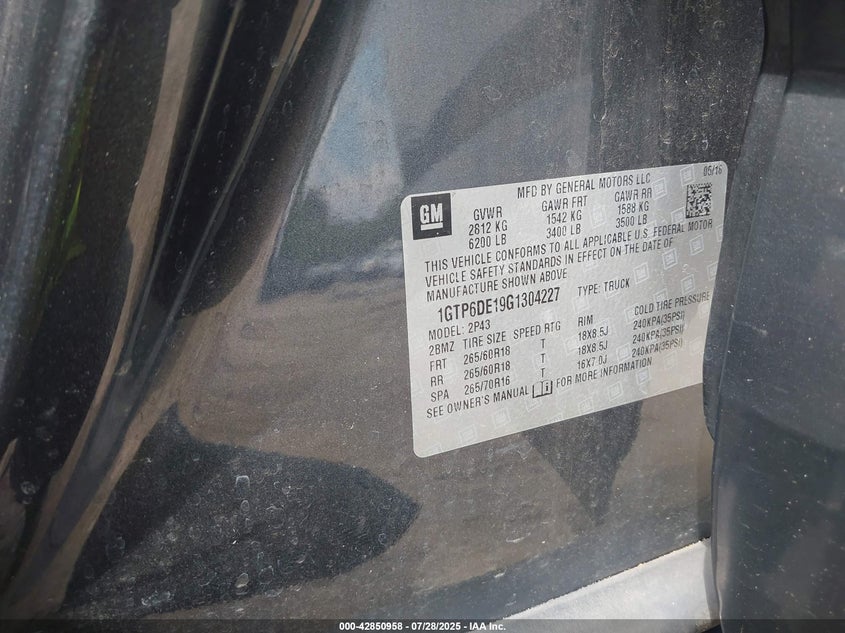 05/16
MFD BY GENERAL MOTORS LLC
GM
GVWR GAWR FRT GAWR RR
2812 KG 1542 KG 1588 KG
6200 LB 3400 LB 3500 LB
THIS VEHICLE CONFORMS TO ALL APPLICABLE U.S. FEDERAL MOTOR
VEHICLE SAFETY STANDARDS IN EFFECT ON THE DATE OF
MANUFACTURE SHOWN ABOVE
1GTP6DE19G1304227 TYPE: TRUCK
MODEL: 2P43
2BMZ TIRE SIZE SPEED RTG RIM COLD TIRE PRESSURE
FRT 265/60R18 T 18X8.5J 240KPA(35PSI)
RR 265/60R18 T 18X8.5J 240KPA(35PSI)
SPA 265/70R16 T 16X7.0J 240KPA(35PSI)
SEE OWNER'S MANUAL FOR MORE INFORMATION
000-42850958 - 07/28/2025 - IAA Inc.